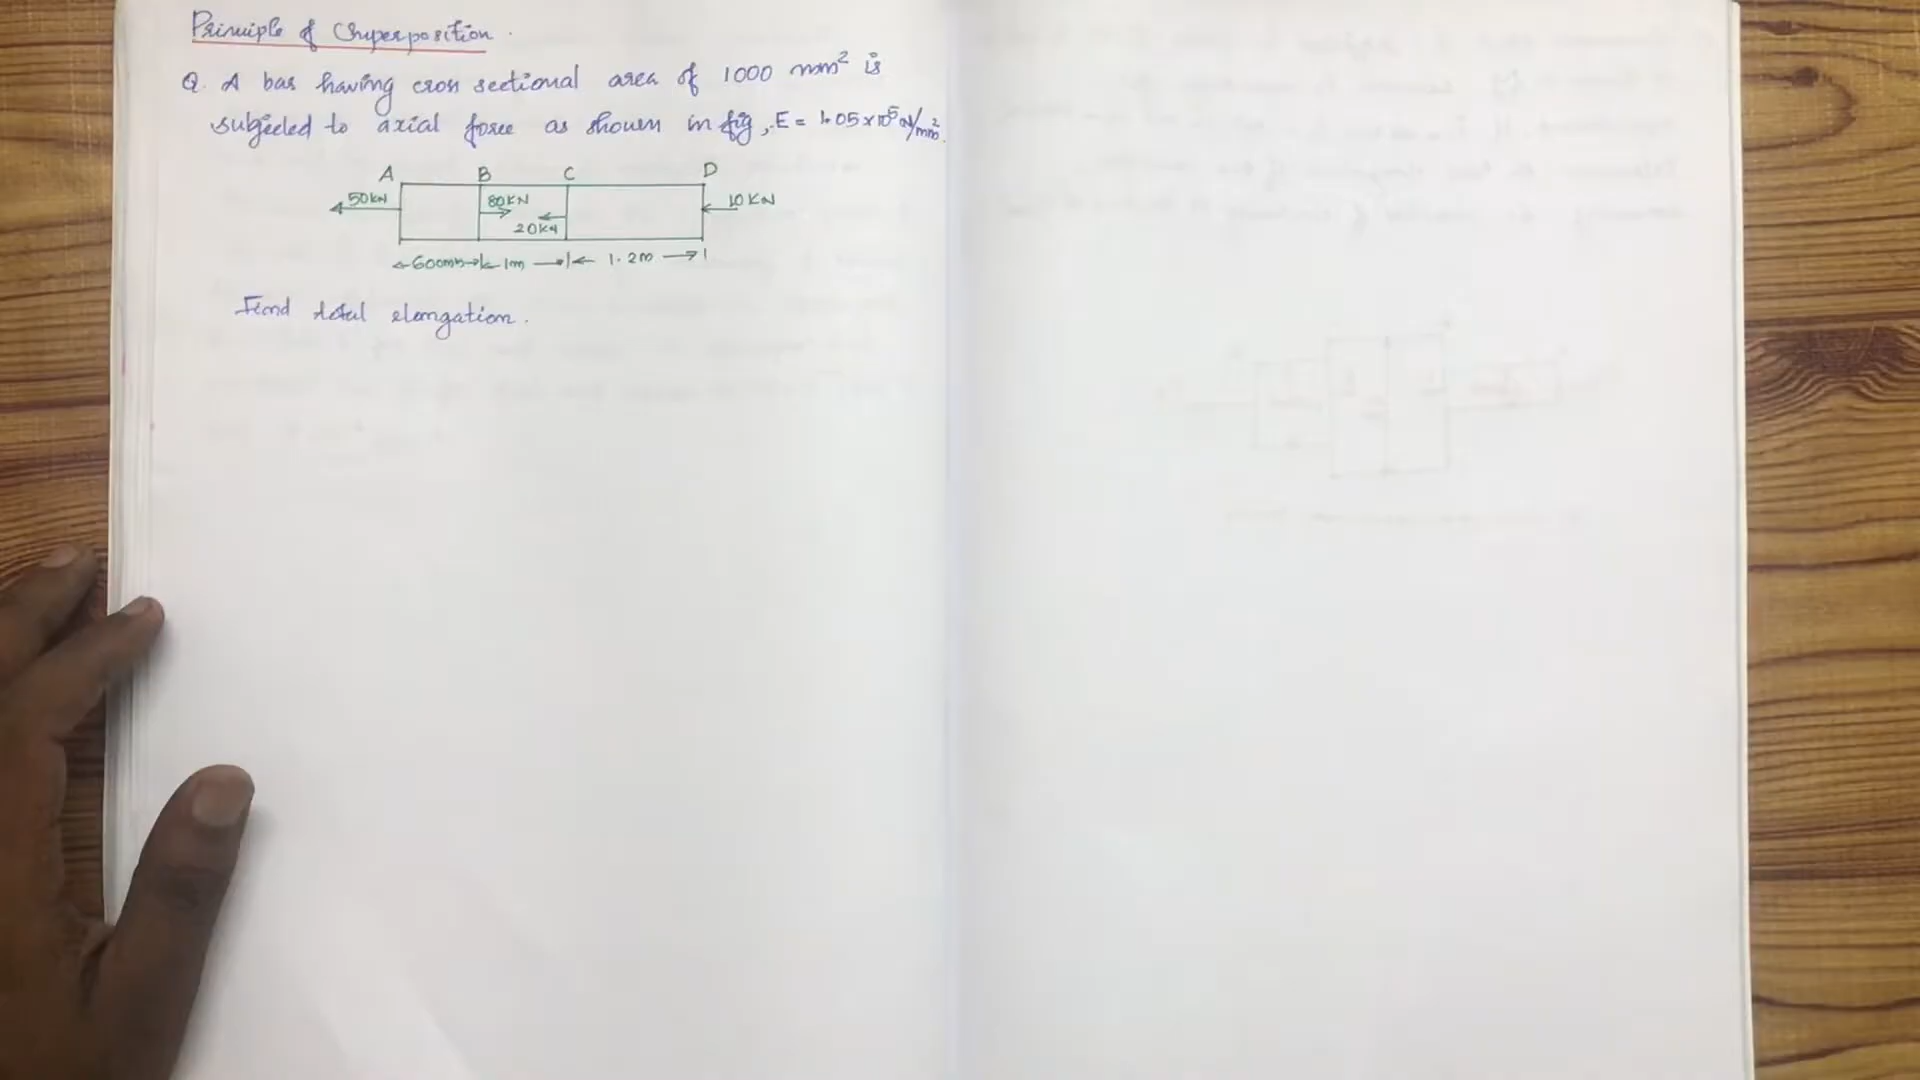 Principle of Superposition.
Q. A bar having cross sectional area of 1000 mm² is
subjected to axial force as shown in fig, E = 1.05 x 10⁵ N/mm².
A B C D
50KN 80KN 10KN
20KN
600mm 1m 1.2m
Find total elongation.